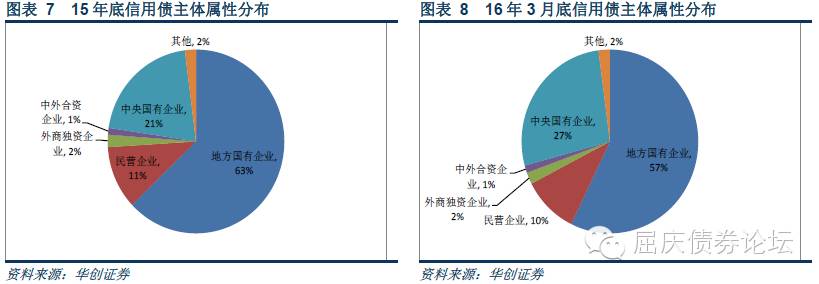 图表 7 15 年底信用债主体属性分布
其他, 2%
中外合资
企业, 1%
中央国有企业,
21%
外商独资企
业, 2%
民营企业,
11%
地方国有企业,
63%
资料来源：华创证券
图表 8 16 年 3 月底信用债主体属性分布
其他, 2%
中央国有企业,
27%
中外合资企
业, 1%
外商独资企业,
2%
民营企业, 10%
地方国有企业,
57%
屈庆债券论坛
资料来源：华创证券